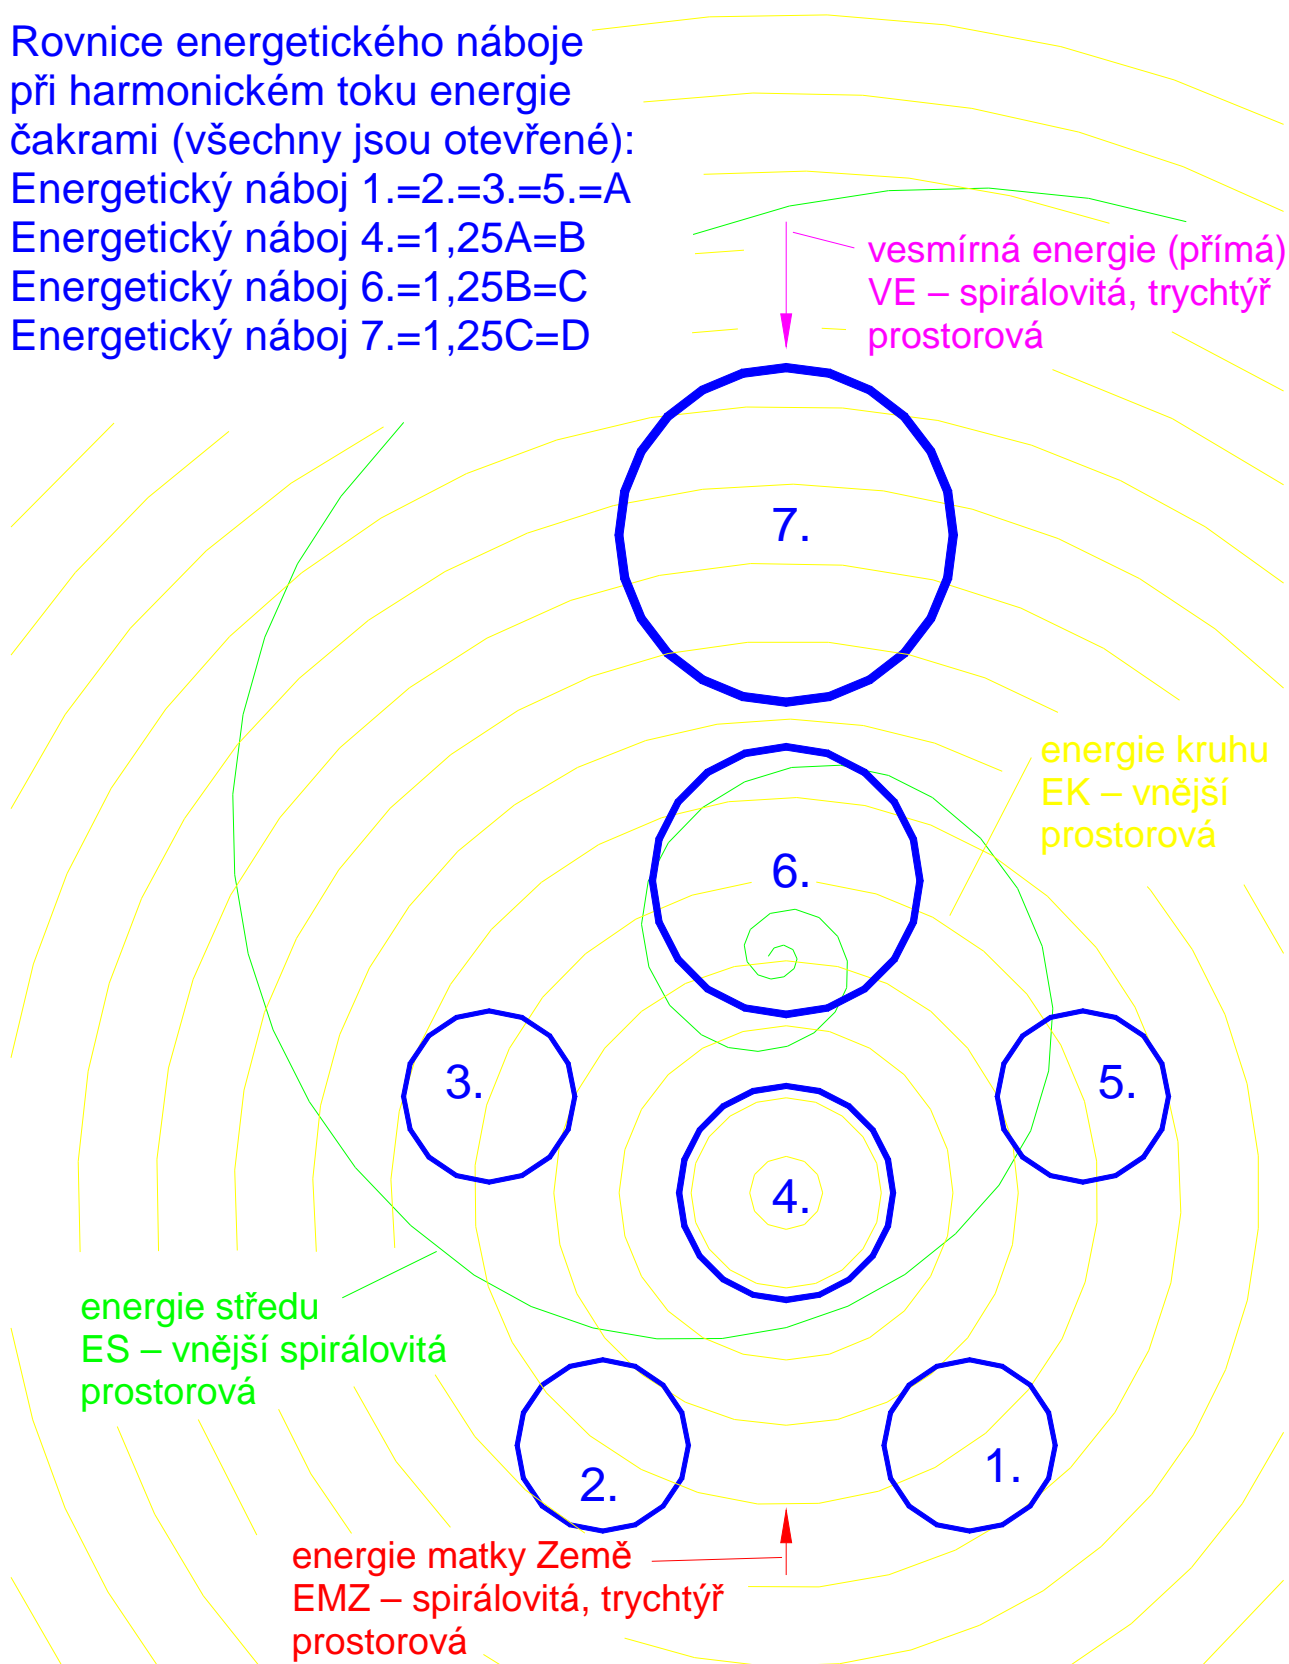 Rovnice energetického náboje
při harmonickém toku energie
čakrami (všechny jsou otevřené):
Energetický náboj 1.=2.=3.=5.=A
Energetický náboj 4.=1,25A=B
Energetický náboj 6.=1,25B=C
Energetický náboj 7.=1,25C=D
vesmírná energie (přímá)
VE – spirálovitá, trychtýř
prostorová
7.
energie kruhu
EK – vnější
prostorová
6.
3.
5.
4.
energie středu
ES – vnější spirálovitá
prostorová
2.
1.
energie matky Země
EMZ – spirálovitá, trychtýř
prostorová